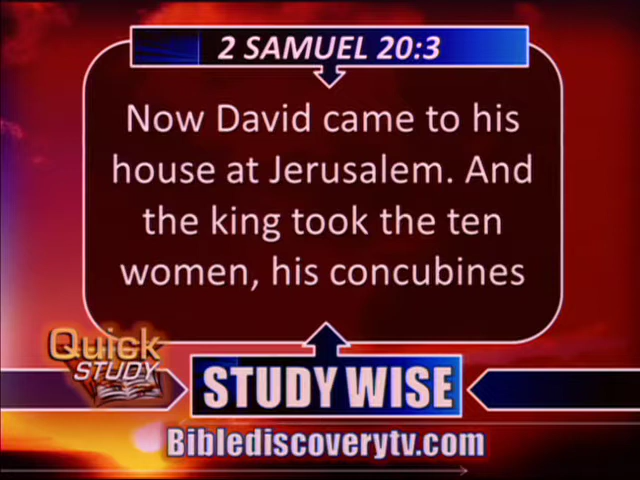 2 SAMUEL 20:3
Now David came to his
house at Jerusalem. And
the king took the ten
women, his concubines
Quick
STUDY
STUDY WISE
Biblediscoverytv.com